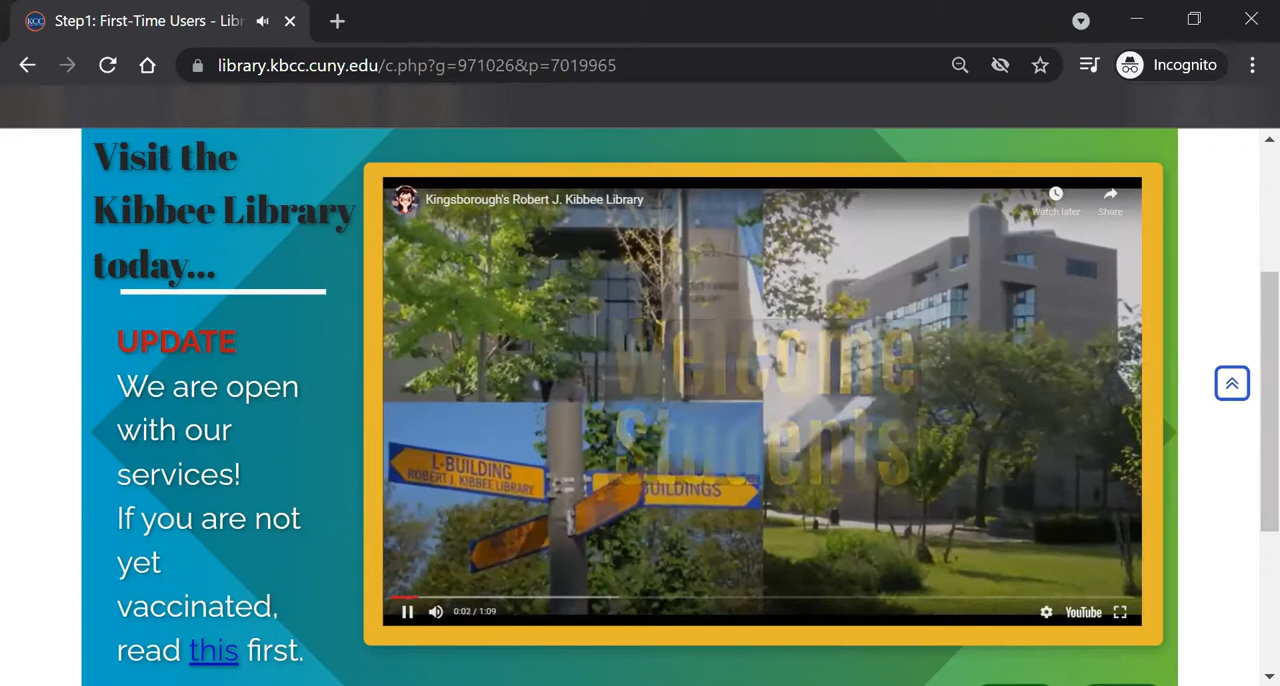 Step1: First-Time Users - Libr
library.kbcc.cuny.edu/c.php?g=971026&p=7019965
Incognito
Visit the
Kibbee Library
today...
UPDATE
We are open
with our
services!
If you are not
yet
vaccinated,
read this first.
Kingsborough's Robert J. Kibbee Library
Watch later
Share
Welcome
Students!
L-BUILDING
ROBERT J. KIBBEE LIBRARY
BUILDINGS
0:02 / 1:09
YouTube